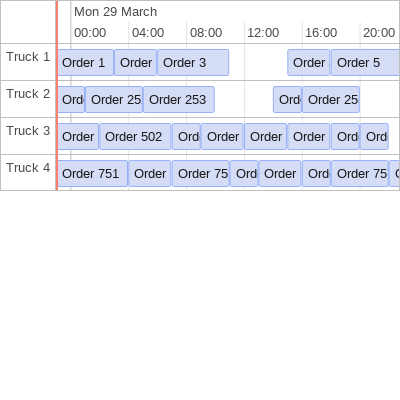 Mon 29 March
00:00 04:00 08:00 12:00 16:00 20:00
Truck 1 Order 1 Order Order 3 Order Order 5
Truck 2 Ord Order 25 Order 253 Ord Order 25
Truck 3 Order Order 502 Ord Order Order Order Ord Ord
Truck 4 Order 751 Order Order 75 Ord Order Ord Order 75